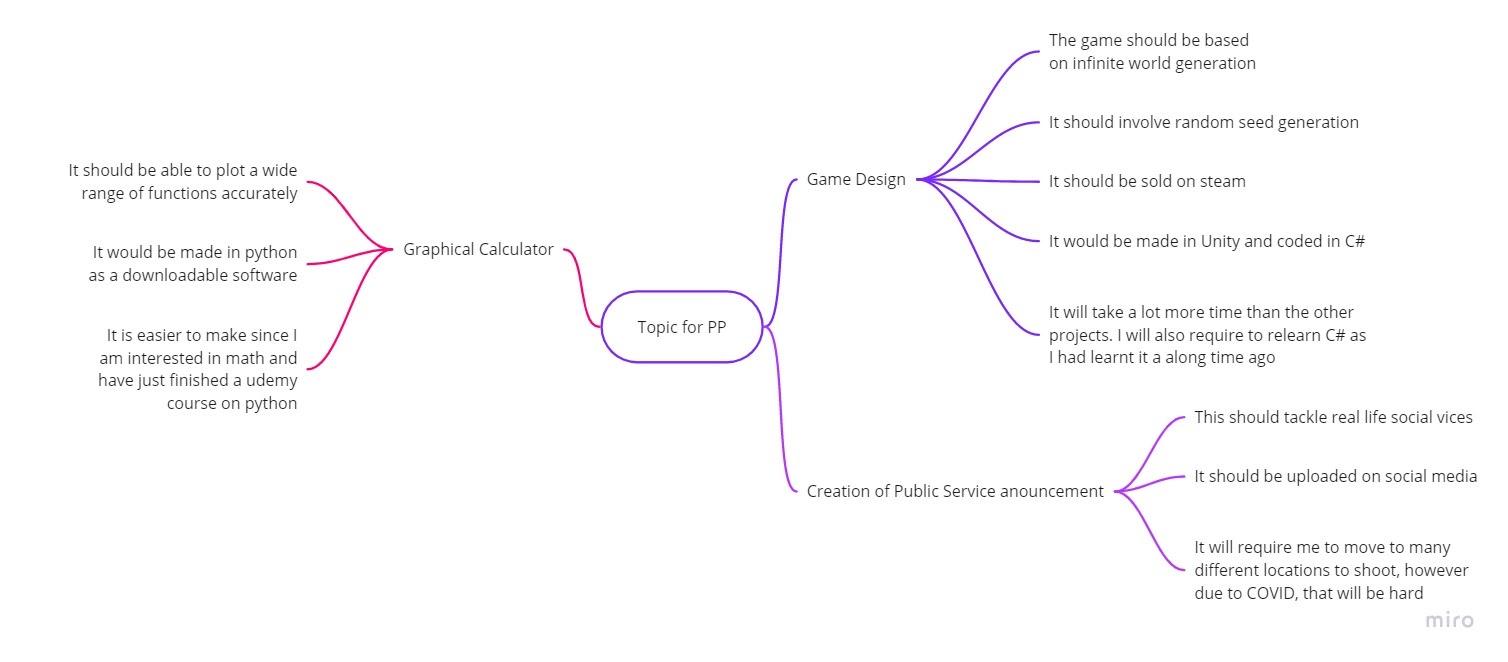 It should be able to plot a wide
range of functions accurately
It would be made in python
as a downloadable software
It is easier to make since I
am interested in math and
have just finished a udemy
course on python
Graphical Calculator
Topic for PP
Game Design
The game should be based
on infinite world generation
It should involve random seed generation
It should be sold on steam
It would be made in Unity and coded in C#
It will take a lot more time than the other
projects. I will also require to relearn C# as
I had learnt it a along time ago
Creation of Public Service anouncement
This should tackle real life social vices
It should be uploaded on social media
It will require me to move to many
different locations to shoot, however
due to COVID, that will be hard
miro